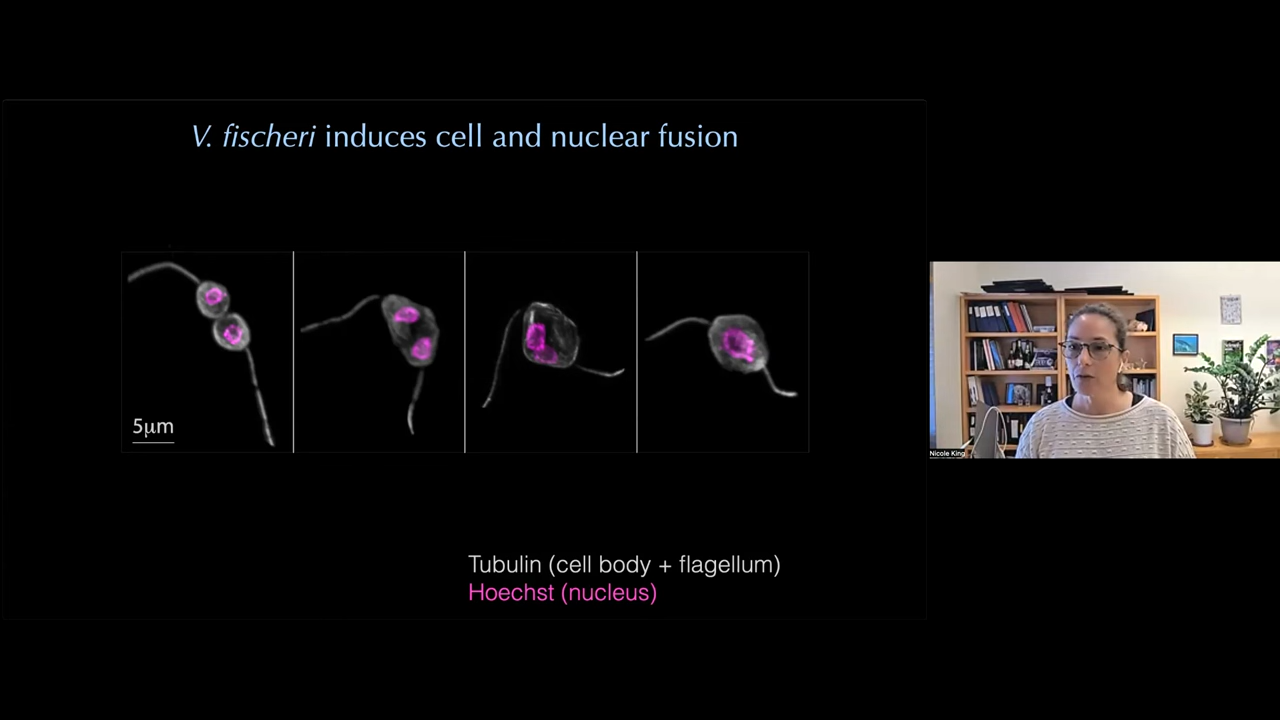 V. fischeri induces cell and nuclear fusion
5μm
Tubulin (cell body + flagellum)
Hoechst (nucleus)
Nicole King